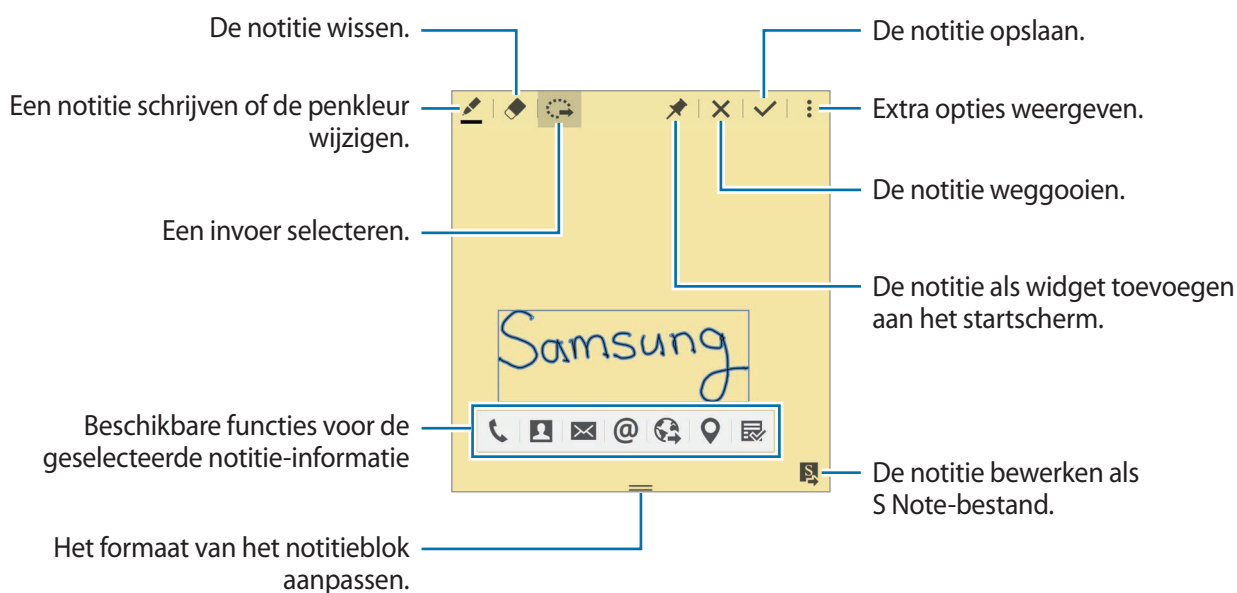 De notitie wissen.
De notitie opslaan.
Een notitie schrijven of de penkleur
wijzigen.
Extra opties weergeven.
De notitie weggooien.
Een invoer selecteren.
De notitie als widget toevoegen
aan het startscherm.
Samsung
Beschikbare functies voor de
geselecteerde notitie-informatie
De notitie bewerken als
S Note-bestand.
Het formaat van het notitieblok
aanpassen.